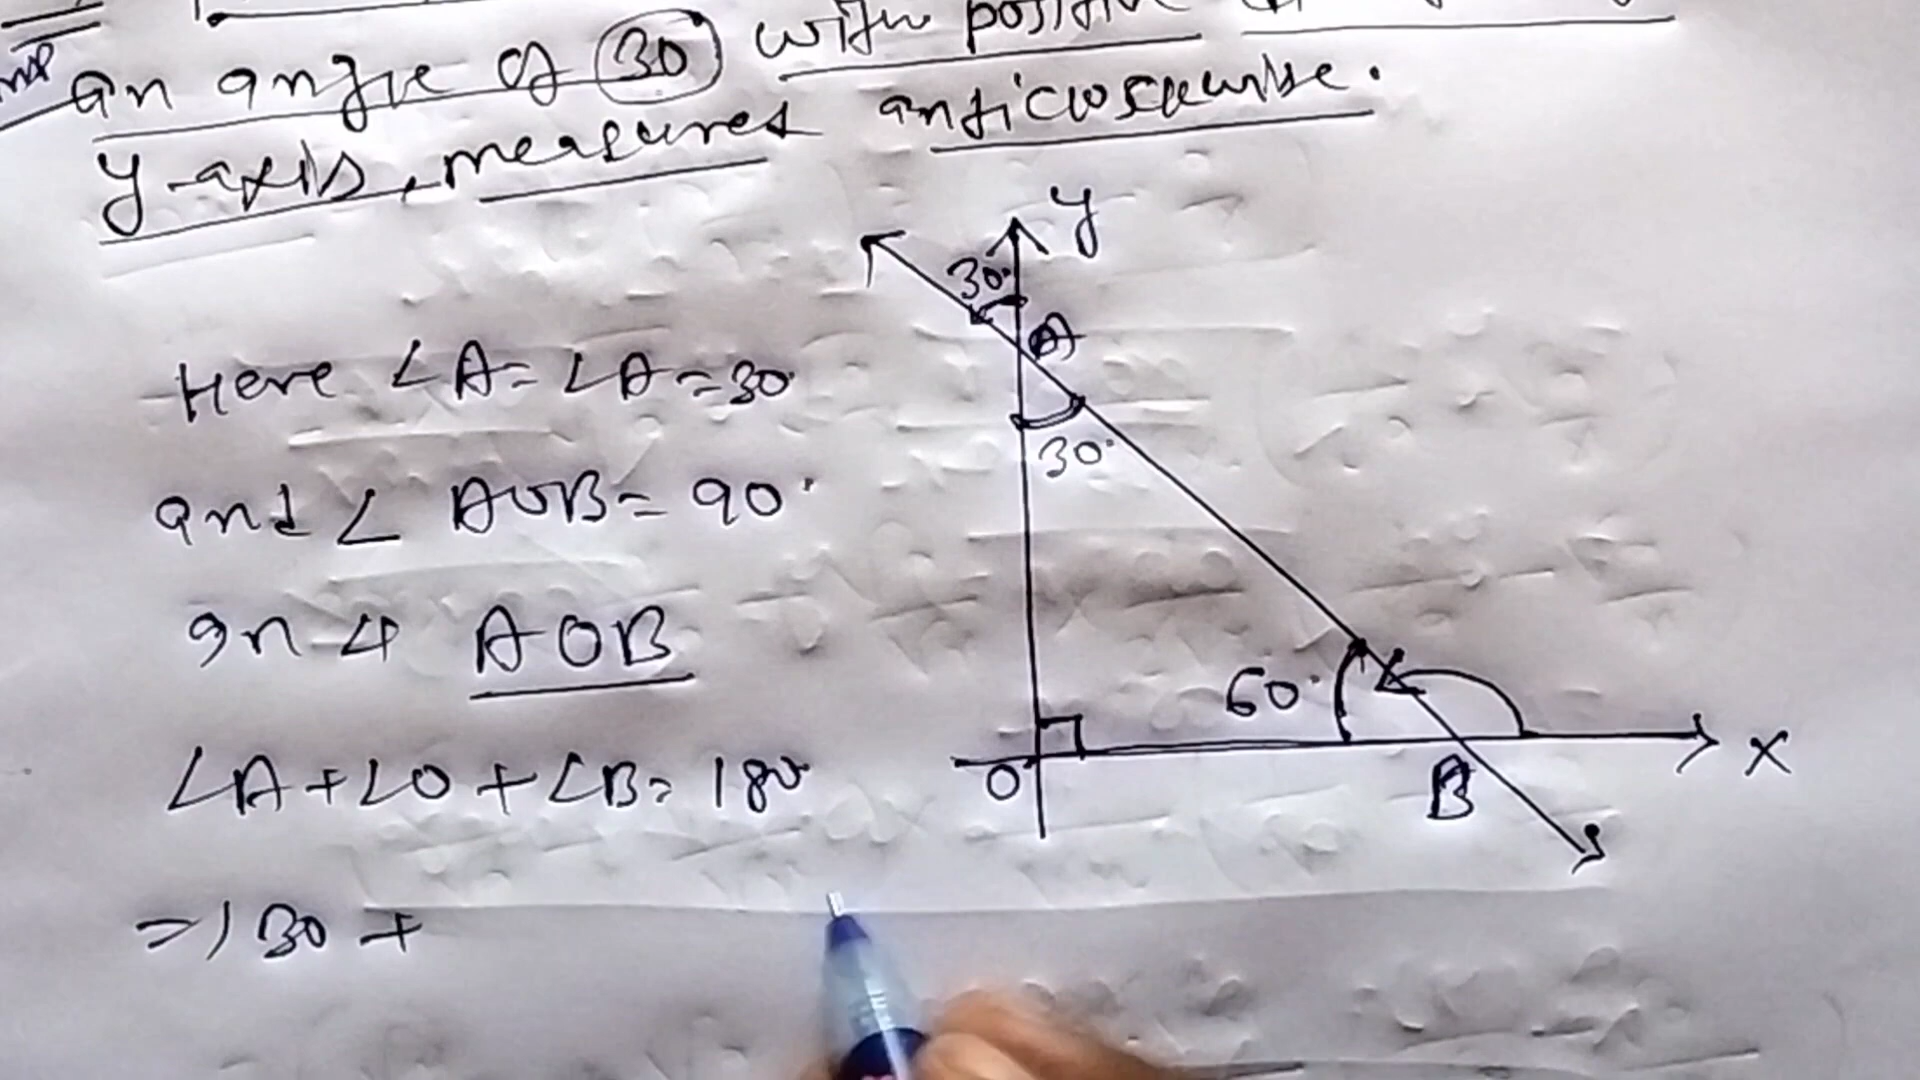 an angle of 30 with positive
y-axis, measures anticlockwise.
y
30°
A
Here ∠A = ∠A = 30°
30°
and ∠ AOB = 90°
In △ AOB
60°
∠A + ∠O + ∠B = 180°
O
B
X
=) 30 +